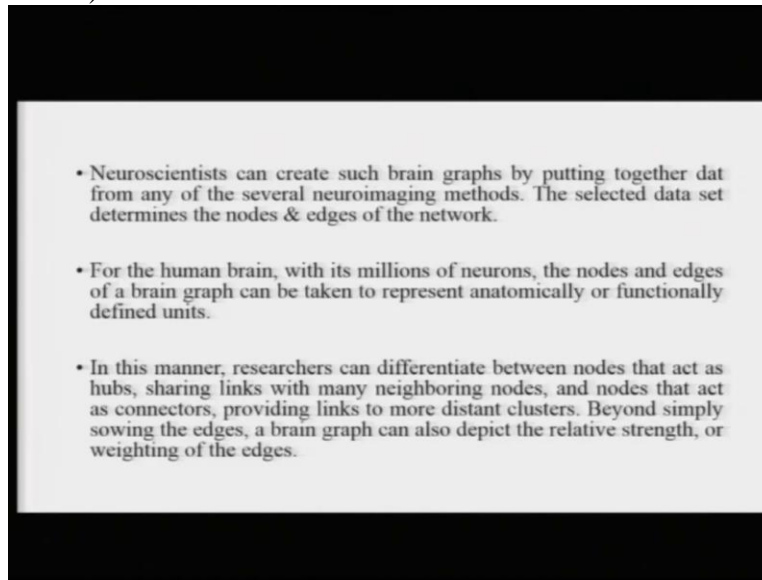 • Neuroscientists can create such brain graphs by putting together dat
from any of the several neuroimaging methods. The selected data set
determines the nodes & edges of the network.
• For the human brain, with its millions of neurons, the nodes and edges
of a brain graph can be taken to represent anatomically or functionally
defined units.
• In this manner, researchers can differentiate between nodes that act as
hubs, sharing links with many neighboring nodes, and nodes that act
as connectors, providing links to more distant clusters. Beyond simply
sowing the edges, a brain graph can also depict the relative strength, or
weighting of the edges.